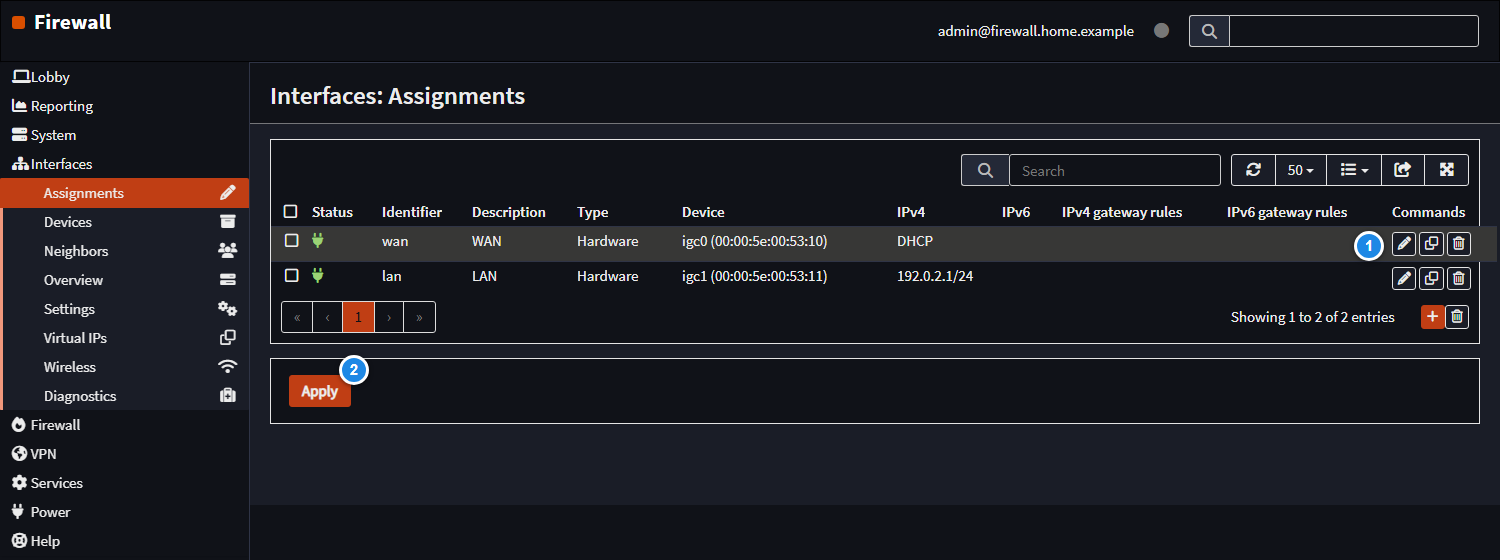 Firewall
admin@firewall.home.example
Lobby
Reporting
System
Interfaces
Assignments
Devices
Neighbors
Overview
Settings
Virtual IPs
Wireless
Diagnostics
Firewall
VPN
Services
Power
Help
Interfaces: Assignments
Search
50
Status Identifier Description Type Device IPv4 IPv6 IPv4 gateway rules IPv6 gateway rules Commands
wan WAN Hardware igc0 (00:00:5e:00:53:10) DHCP 1
lan LAN Hardware igc1 (00:00:5e:00:53:11) 192.0.2.1/24
« ‹ 1 › » Showing 1 to 2 of 2 entries +
2
Apply